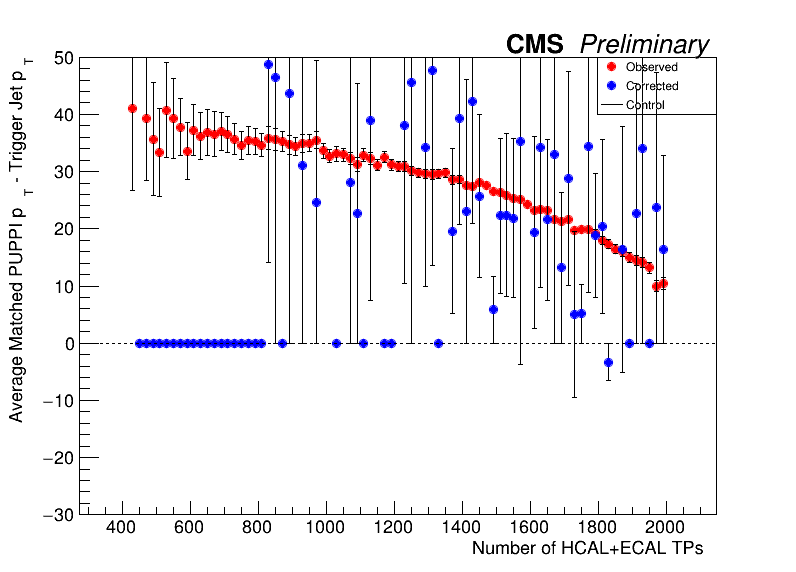 CMS Preliminary
Observed
Corrected
Control
Average Matched PUPPI p T - Trigger Jet p T
50
40
30
20
10
0
−10
−20
−30
400 600 800 1000 1200 1400 1600 1800 2000
Number of HCAL+ECAL TPs